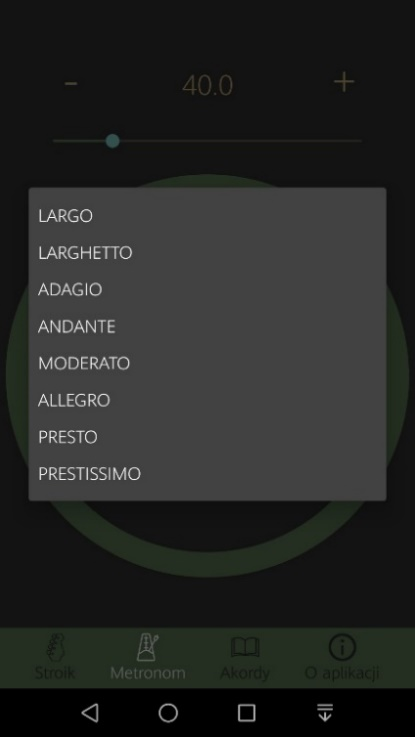 - 40.0 +
LARGO
LARGHETTO
ADAGIO
ANDANTE
MODERATO
ALLEGRO
PRESTO
PRESTISSIMO
Stroik Metronom Akordy O aplikacji